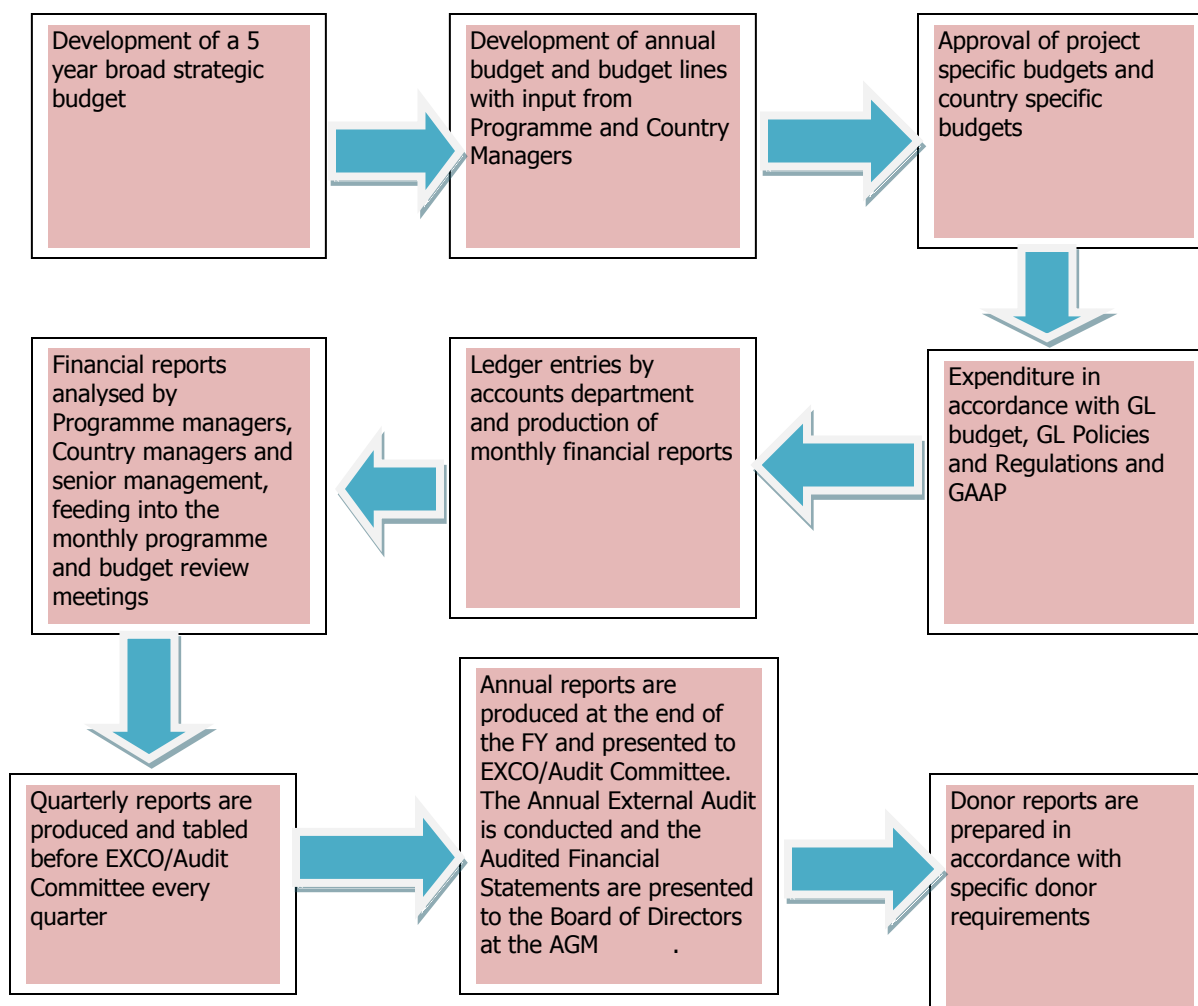 Development of a 5
year broad strategic
budget
Development of annual
budget and budget lines
with input from
Programme and Country
Managers
Approval of project
specific budgets and
country specific
budgets
Expenditure in
accordance with GL
budget, GL Policies
and Regulations and
GAAP
Ledger entries by
accounts department
and production of
monthly financial reports
Financial reports
analysed by
Programme managers,
Country managers and
senior management,
feeding into the
monthly programme
and budget review
meetings
Quarterly reports are
produced and tabled
before EXCO/Audit
Committee every
quarter
Annual reports are
produced at the end of
the FY and presented to
EXCO/Audit Committee.
The Annual External Audit
is conducted and the
Audited Financial
Statements are presented
to the Board of Directors
at the AGM .
Donor reports are
prepared in
accordance with
specific donor
requirements